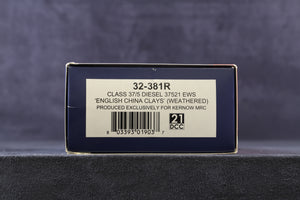 32-381R
CLASS 37/5 DIESEL 37521 EWS
'ENGLISH CHINA CLAYS' (WEATHERED)
PRODUCED EXCLUSIVELY FOR KERNOW MRC
21
DCC